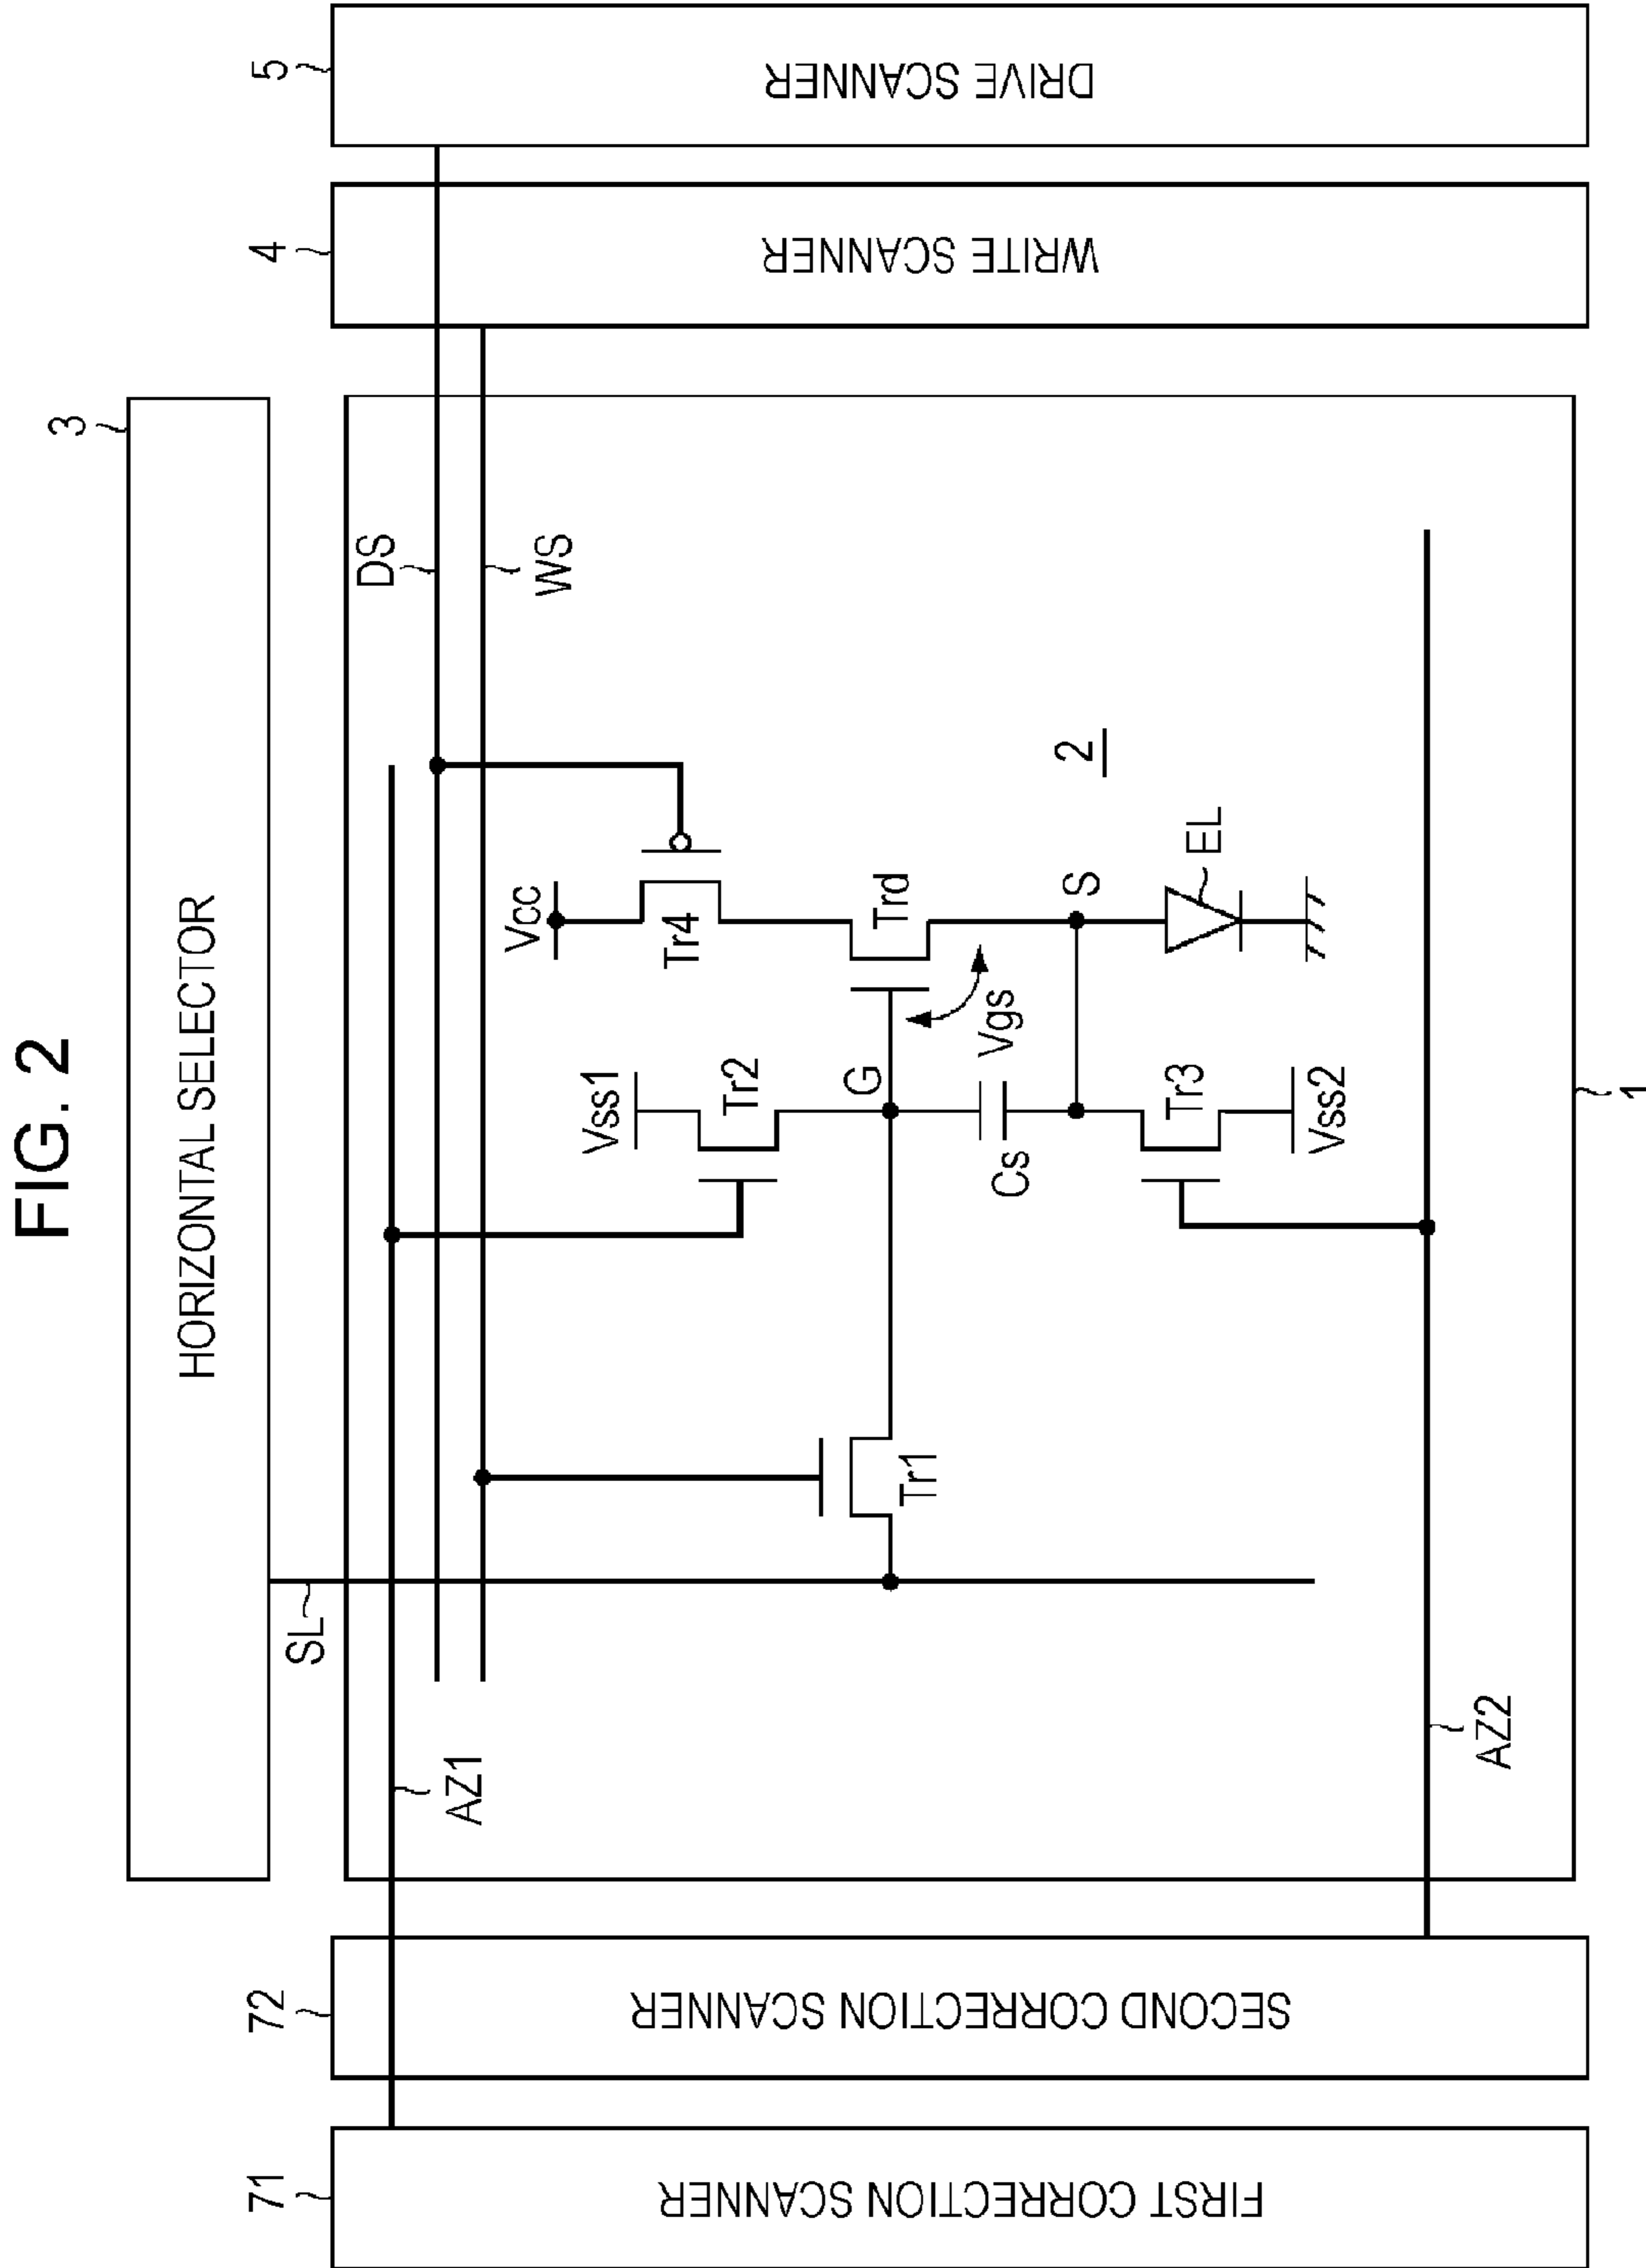 FIG. 2
3
HORIZONTAL SELECTOR
71
72
4
5
FIRST CORRECTION SCANNER
SECOND CORRECTION SCANNER
WRITE SCANNER
DRIVE SCANNER
SL
DS
AZ1
WS
Vcc
Vss1
Tr4
Tr2
G
Trd
Tr1
Vgs
Cs
S
2
Tr3
EL
Vss2
AZ2
1